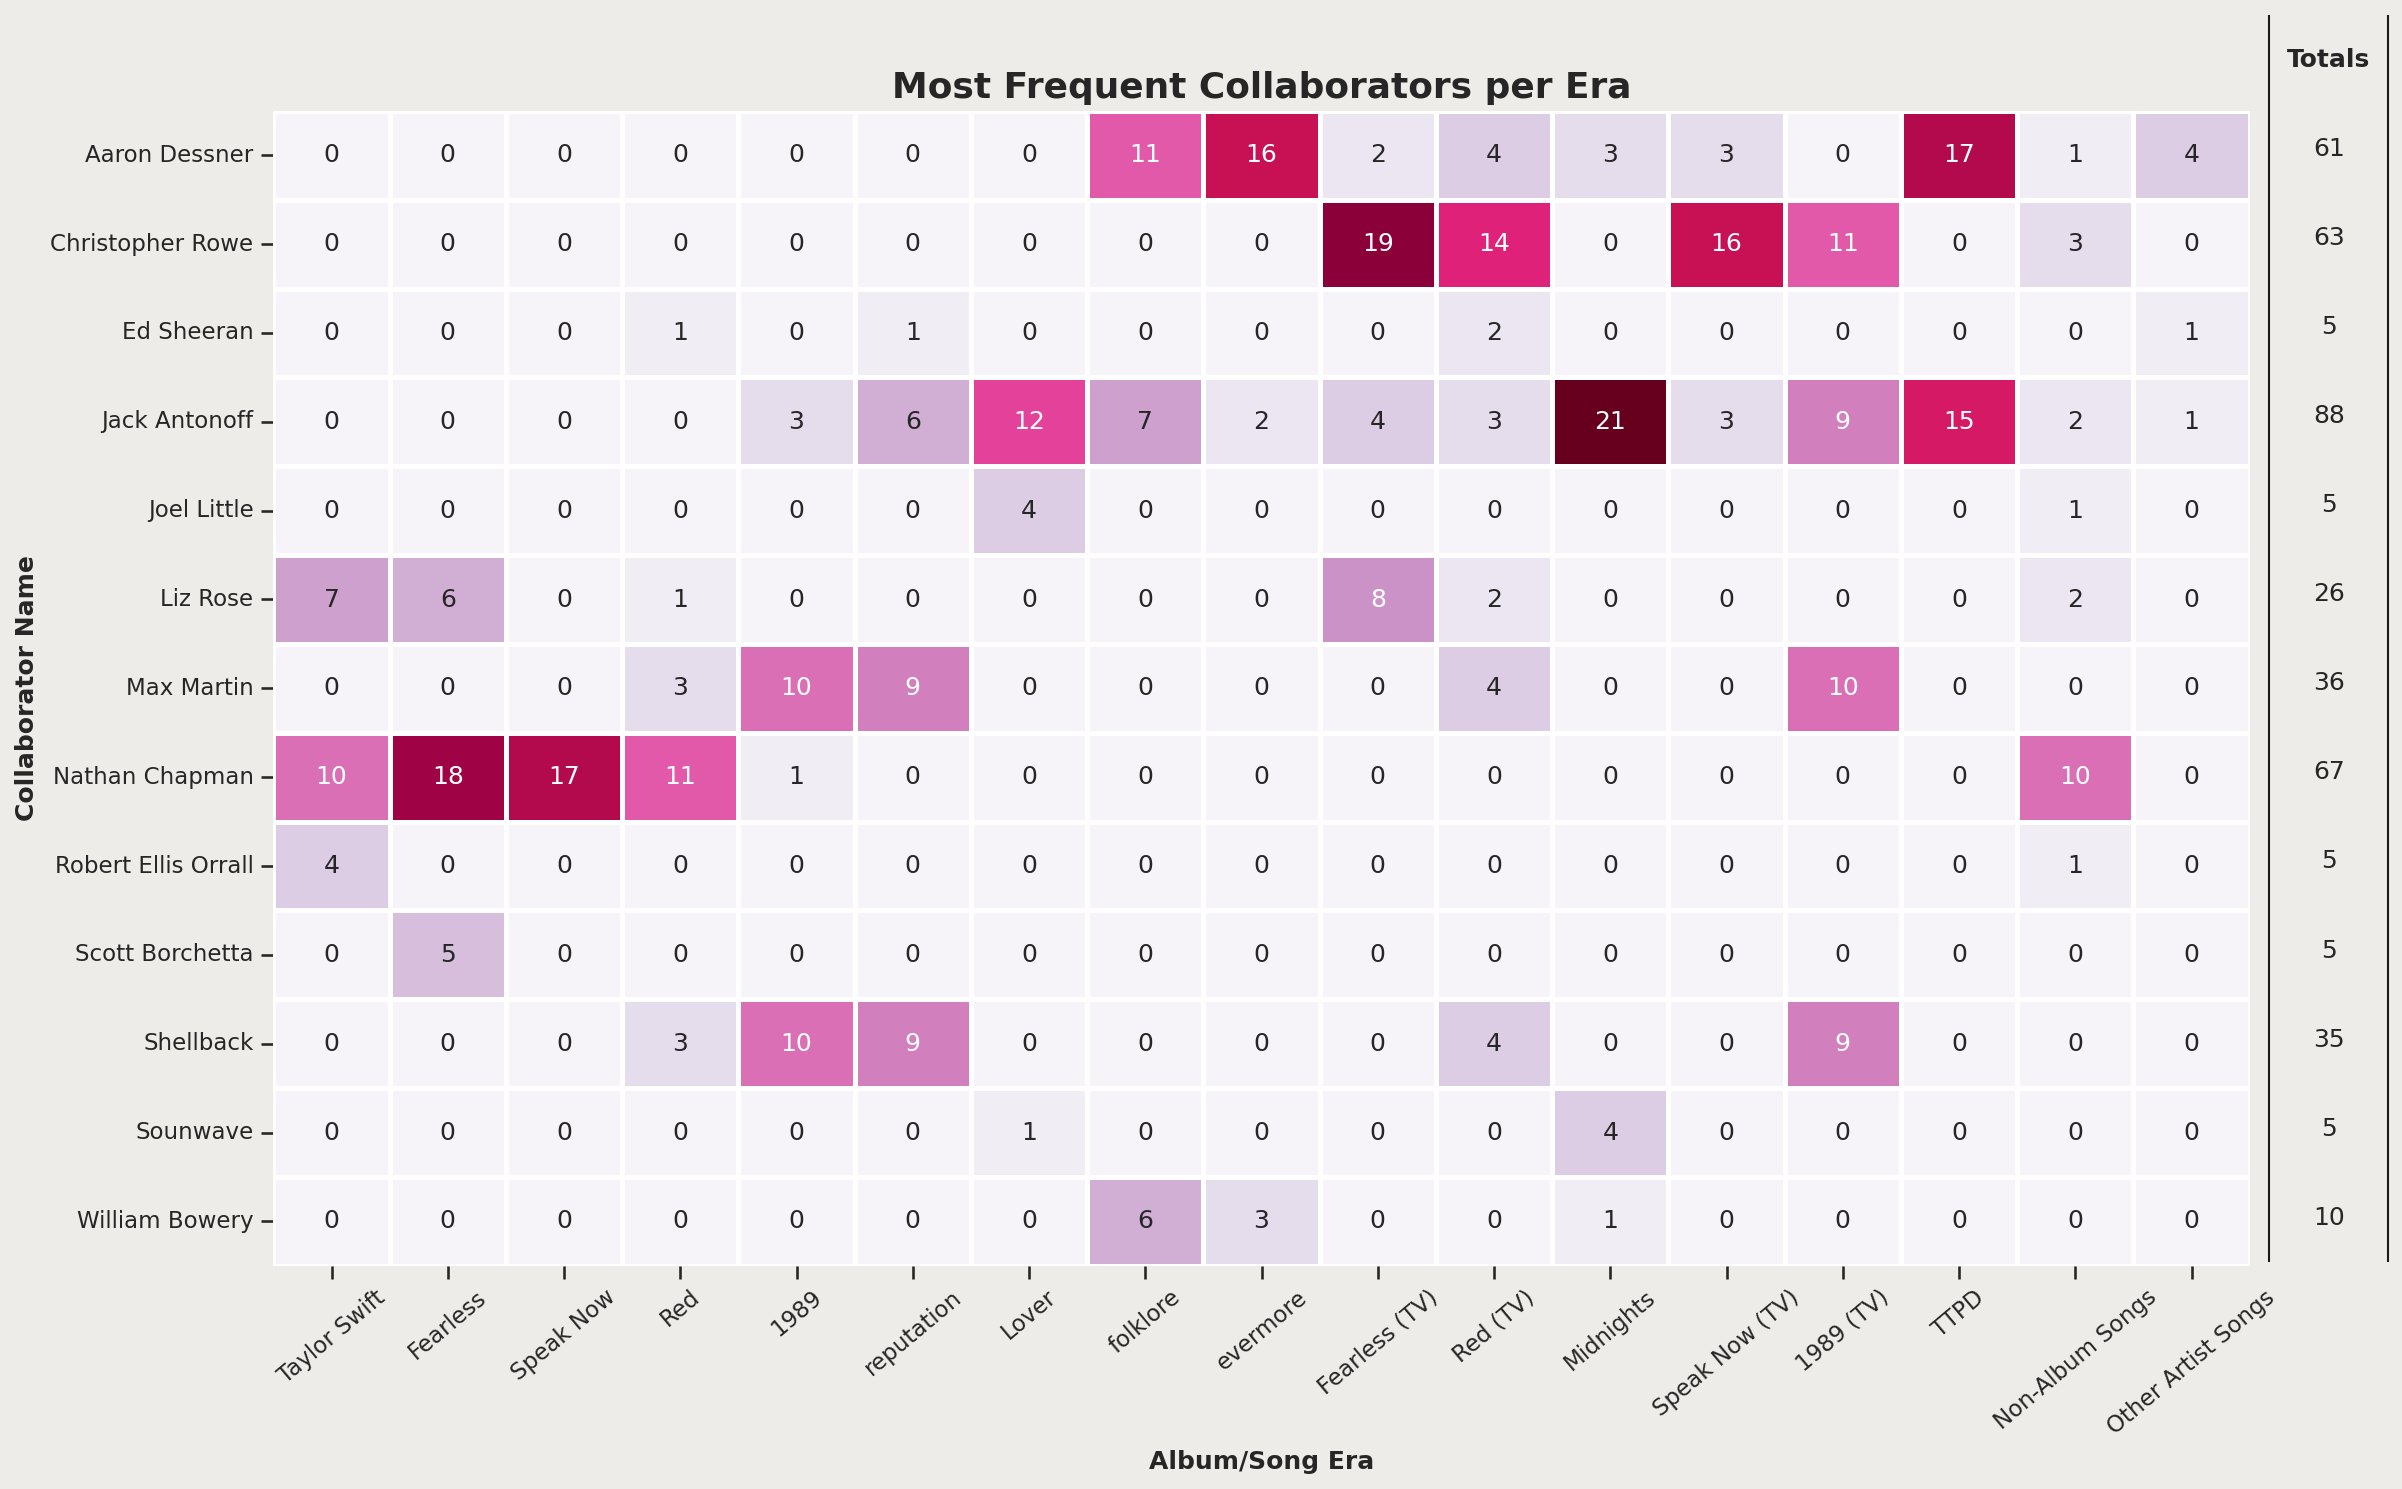 Totals
Most Frequent Collaborators per Era
Aaron Dessner 0 0 0 0 0 0 0 11 16 2 4 3 3 0 17 1 4 61
Christopher Rowe 0 0 0 0 0 0 0 0 0 19 14 0 16 11 0 3 0 63
Ed Sheeran 0 0 0 1 0 1 0 0 0 0 2 0 0 0 0 0 1 5
Jack Antonoff 0 0 0 0 3 6 12 7 2 4 3 21 3 9 15 2 1 88
Joel Little 0 0 0 0 0 0 4 0 0 0 0 0 0 0 0 1 0 5
Liz Rose 7 6 0 1 0 0 0 0 0 8 2 0 0 0 0 2 0 26
Max Martin 0 0 0 3 10 9 0 0 0 0 4 0 0 10 0 0 0 36
Nathan Chapman 10 18 17 11 1 0 0 0 0 0 0 0 0 0 0 10 0 67
Robert Ellis Orrall 4 0 0 0 0 0 0 0 0 0 0 0 0 0 0 1 0 5
Scott Borchetta 0 5 0 0 0 0 0 0 0 0 0 0 0 0 0 0 0 5
Shellback 0 0 0 3 10 9 0 0 0 0 4 0 0 9 0 0 0 35
Sounwave 0 0 0 0 0 0 1 0 0 0 0 4 0 0 0 0 0 5
William Bowery 0 0 0 0 0 0 0 6 3 0 0 1 0 0 0 0 0 10
Collaborator Name
Taylor Swift
Fearless
Speak Now
Red
1989
reputation
Lover
folklore
evermore
Fearless (TV)
Red (TV)
Midnights
Speak Now (TV)
1989 (TV)
TTPD
Non-Album Songs
Other Artist Songs
Album/Song Era